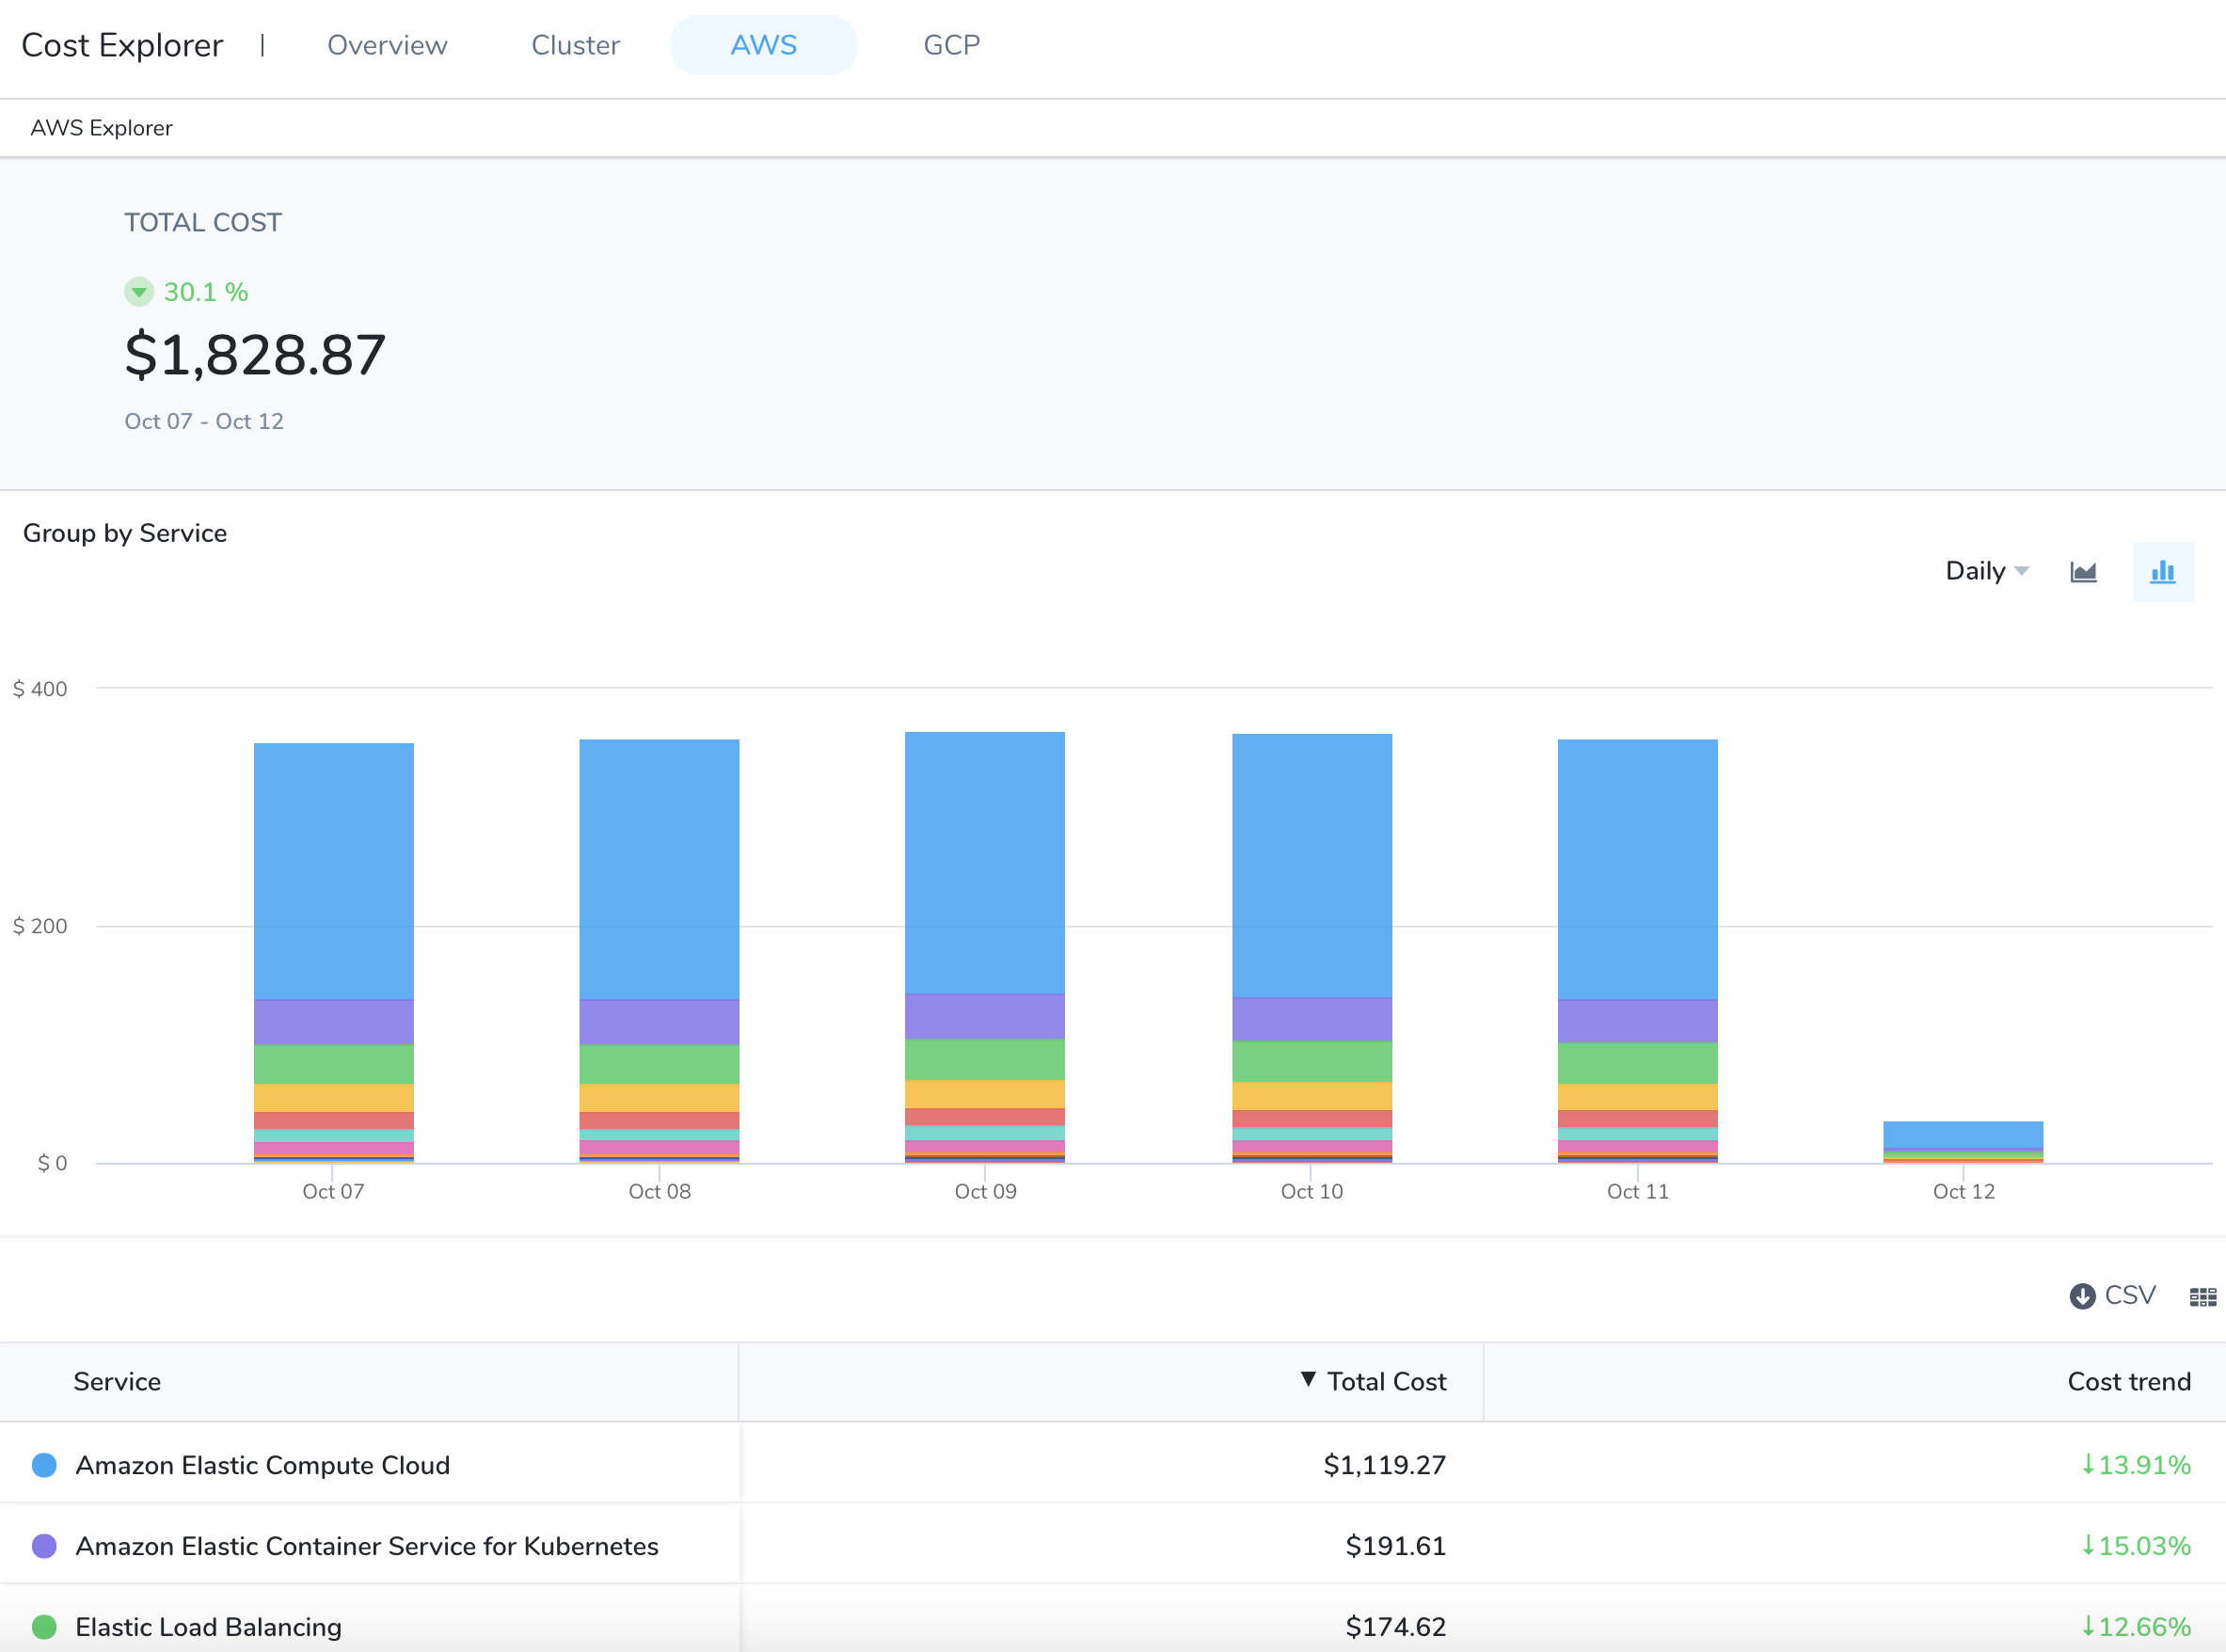 Cost Explorer | Overview Cluster AWS GCP
AWS Explorer
TOTAL COST
30.1 %
$1,828.87
Oct 07 - Oct 12
Group by Service
Daily
$ 400
$ 200
$ 0
Oct 07 Oct 08 Oct 09 Oct 10 Oct 11 Oct 12
CSV
Service ▼ Total Cost Cost trend
Amazon Elastic Compute Cloud $1,119.27 ↓13.91%
Amazon Elastic Container Service for Kubernetes $191.61 ↓15.03%
Elastic Load Balancing $174.62 ↓12.66%